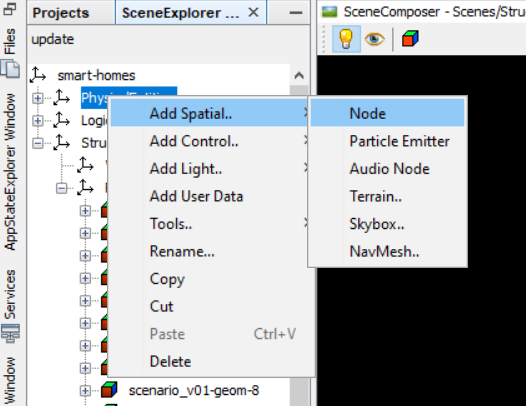 Projects
SceneExplorer ...
SceneComposer - Scenes/Stru
update
Files
AppStateExplorer Window
Services
Window
smart-homes
Logi
Stru
Add Spatial..
Add Control..
Add Light..
Add User Data
Tools..
Rename...
Copy
Cut
Paste Ctrl+V
Delete
Node
Particle Emitter
Audio Node
Terrain..
Skybox..
NavMesh..
scenario_v01-geom-8